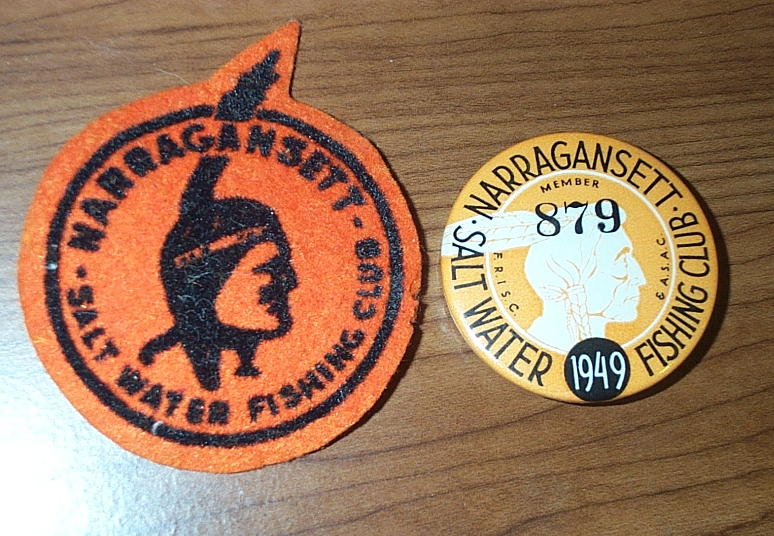 NARRAGANSETT
SALT WATER FISHING CLUB
NARRAGANSETT
SALT WATER FISHING CLUB
MEMBER
879
F.R.I.S.C.
& A.S.A.C.
1949